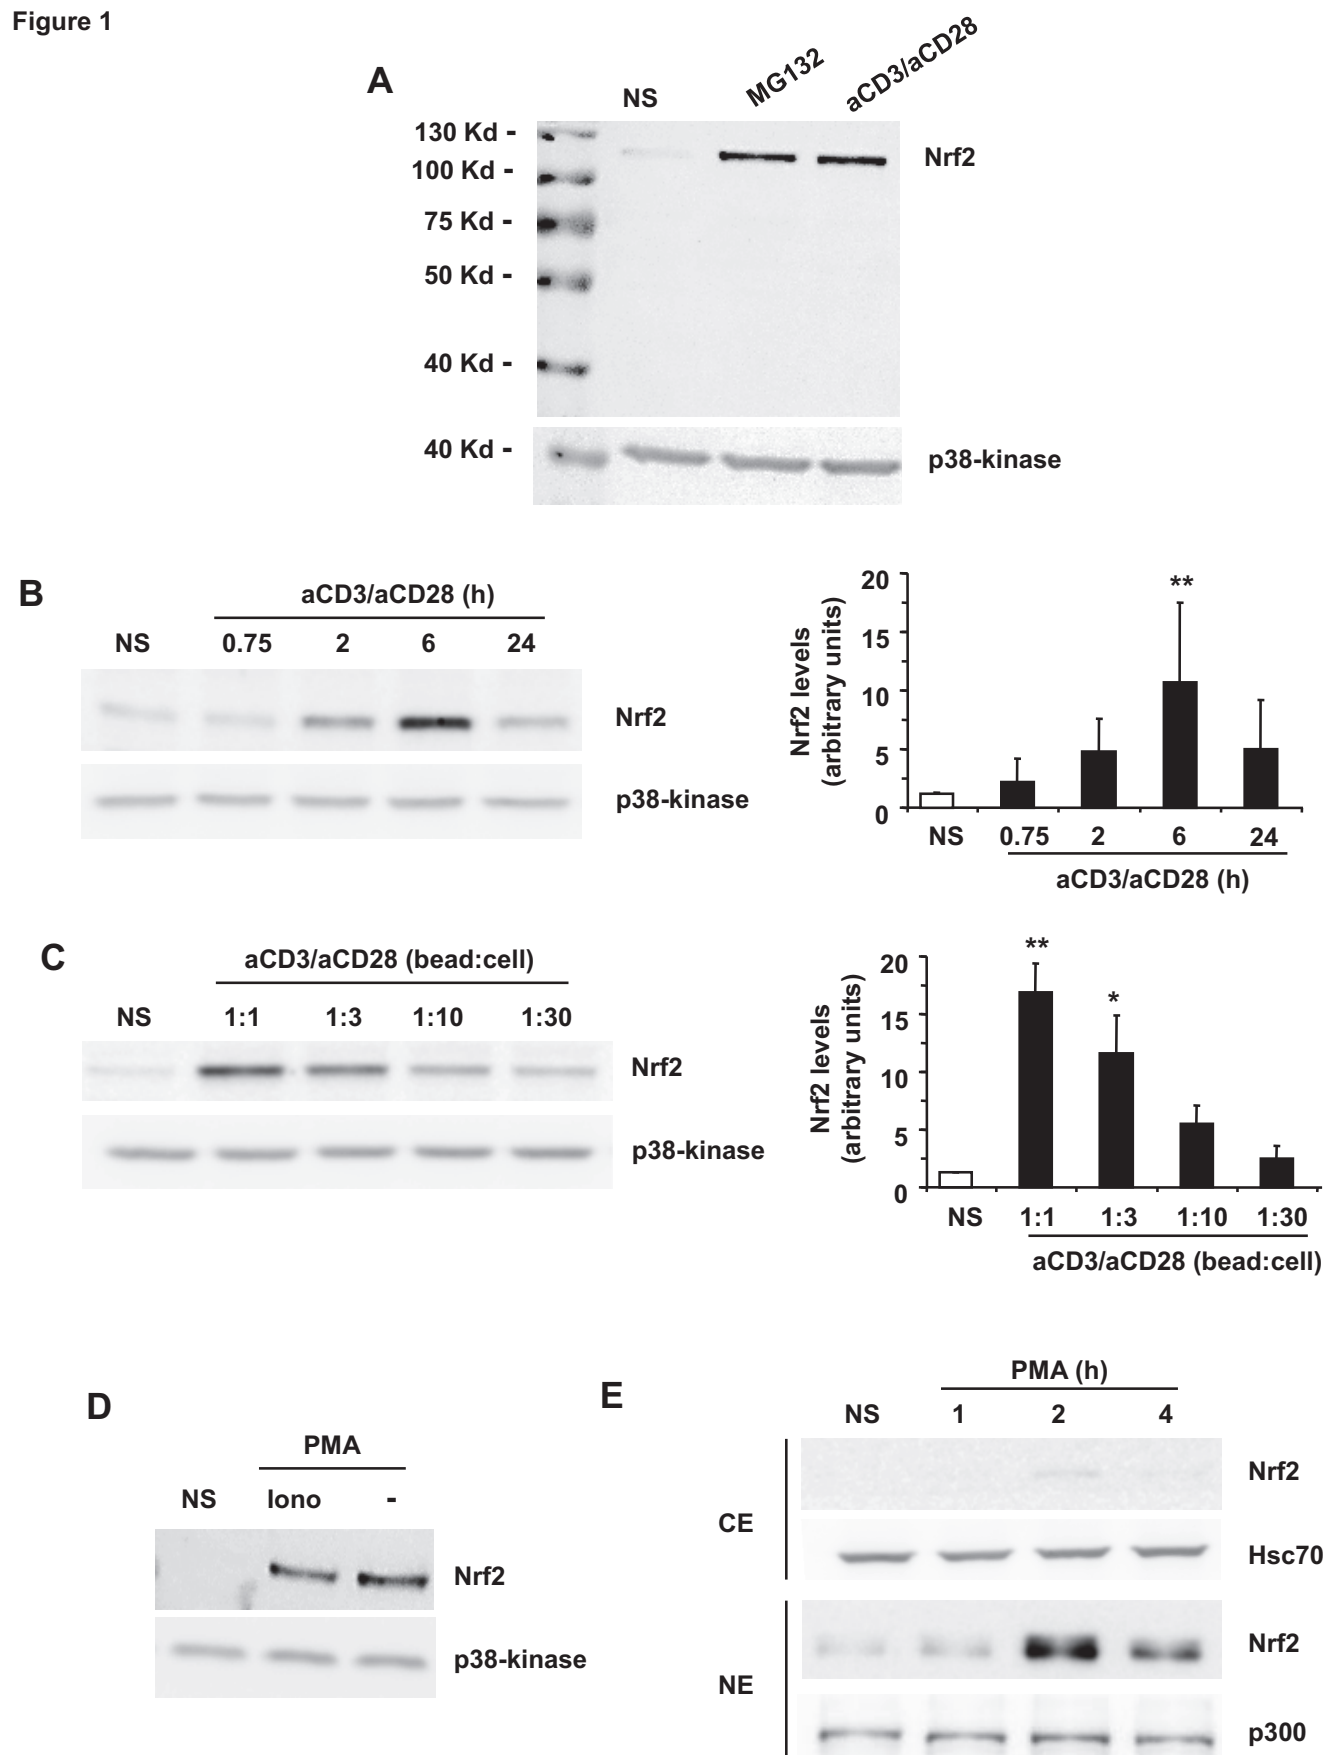 Figure 1
A
NS MG132 aCD3/aCD28
130 Kd -
100 Kd -
75 Kd -
50 Kd -
40 Kd -
Nrf2
40 Kd -
p38-kinase
B
aCD3/aCD28 (h)
NS 0.75 2 6 24
Nrf2
p38-kinase
Nrf2 levels
(arbitrary units)
20
15
10
5
0
**
NS 0.75 2 6 24
aCD3/aCD28 (h)
C
aCD3/aCD28 (bead:cell)
NS 1:1 1:3 1:10 1:30
Nrf2
p38-kinase
Nrf2 levels
(arbitrary units)
20
15
10
5
0
**
*
NS 1:1 1:3 1:10 1:30
aCD3/aCD28 (bead:cell)
D
PMA
NS Iono -
Nrf2
p38-kinase
E
PMA (h)
NS 1 2 4
CE
Nrf2
Hsc70
NE
Nrf2
p300